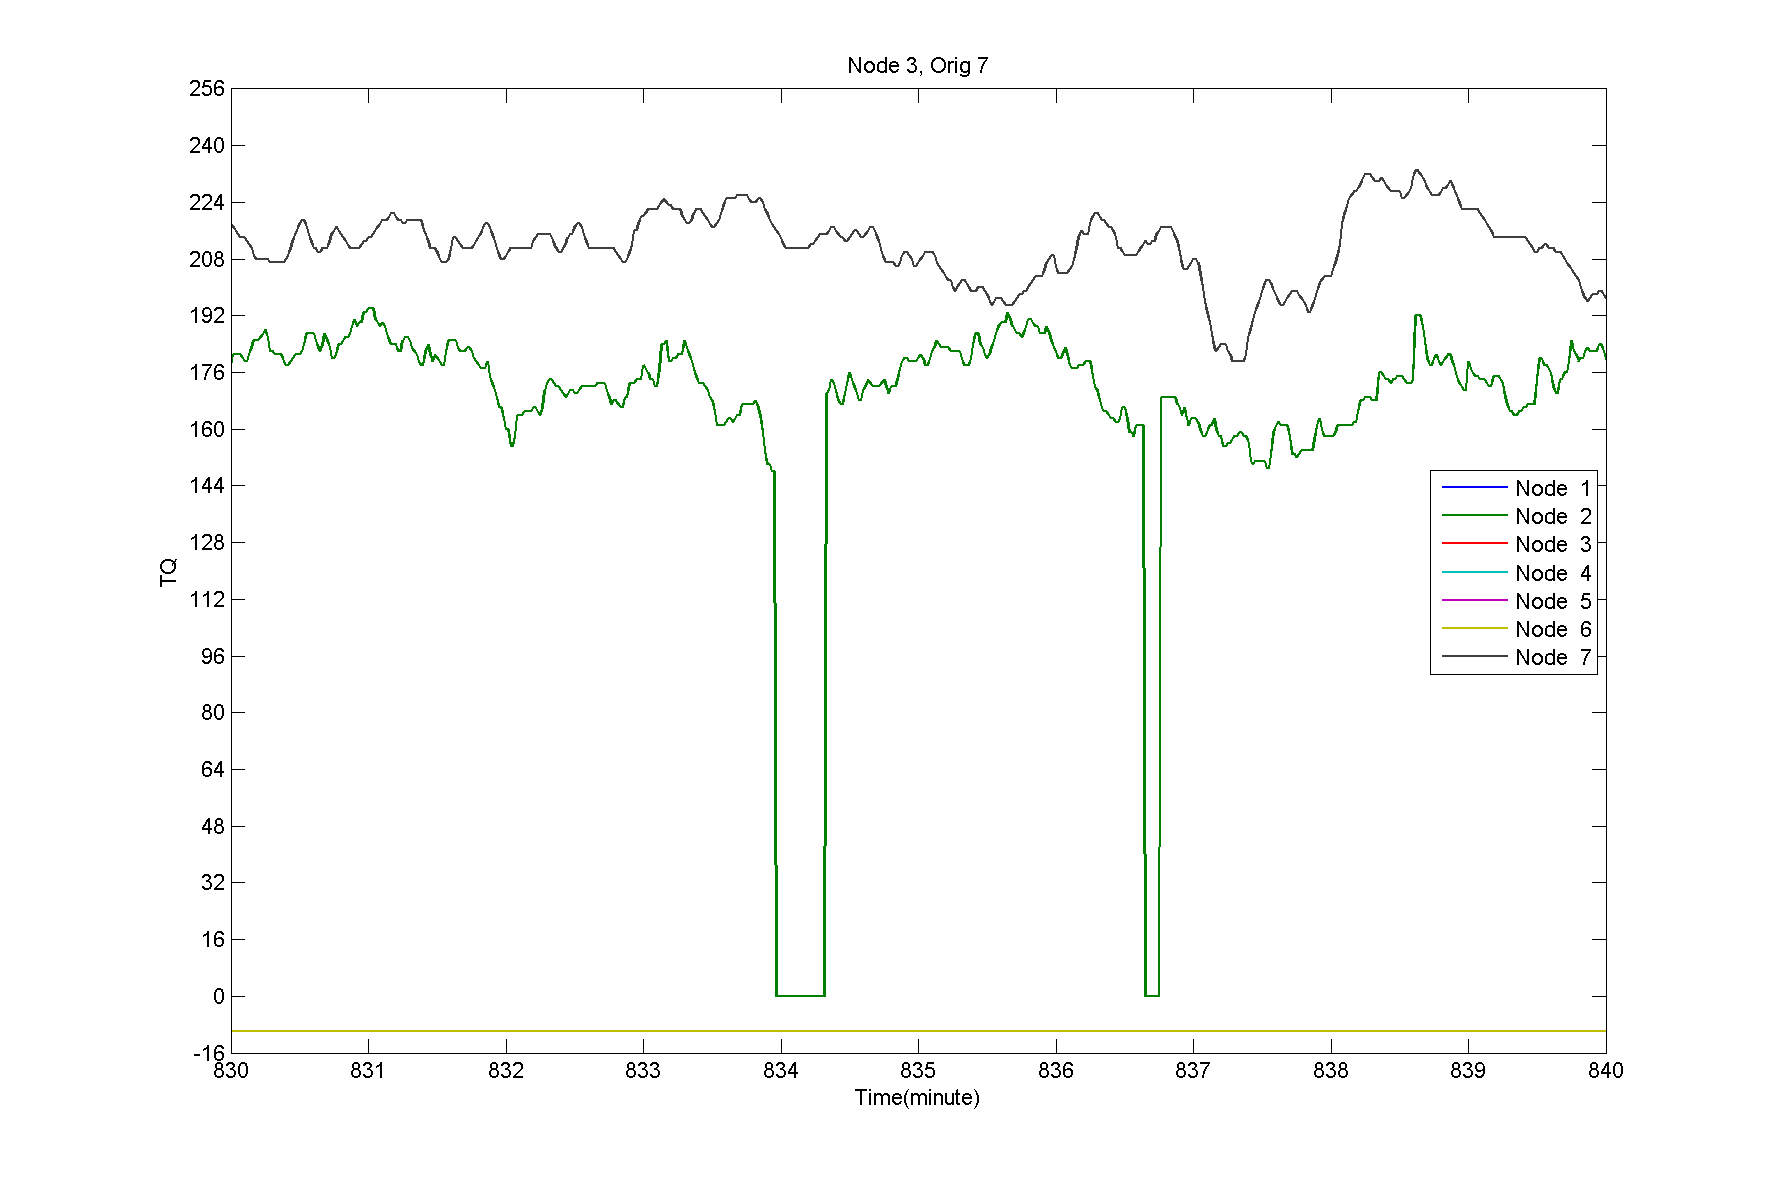 Node 3, Orig 7
256
240
224
208
192
176
160
144
128
112
96
80
64
48
32
16
0
-16
TQ
Node 1
Node 2
Node 3
Node 4
Node 5
Node 6
Node 7
830 831 832 833 834 835 836 837 838 839 840
Time(minute)